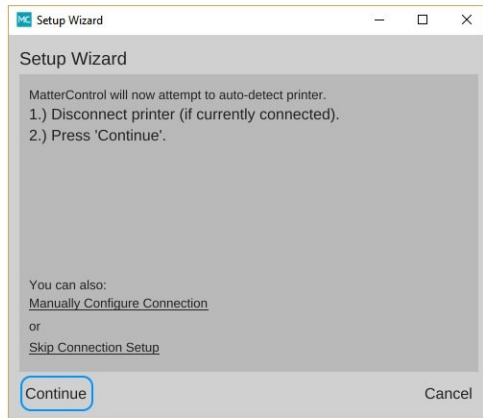 MC Setup Wizard
Setup Wizard
MatterControl will now attempt to auto-detect printer.
1.) Disconnect printer (if currently connected).
2.) Press 'Continue'.
You can also:
Manually Configure Connection
or
Skip Connection Setup
Continue Cancel